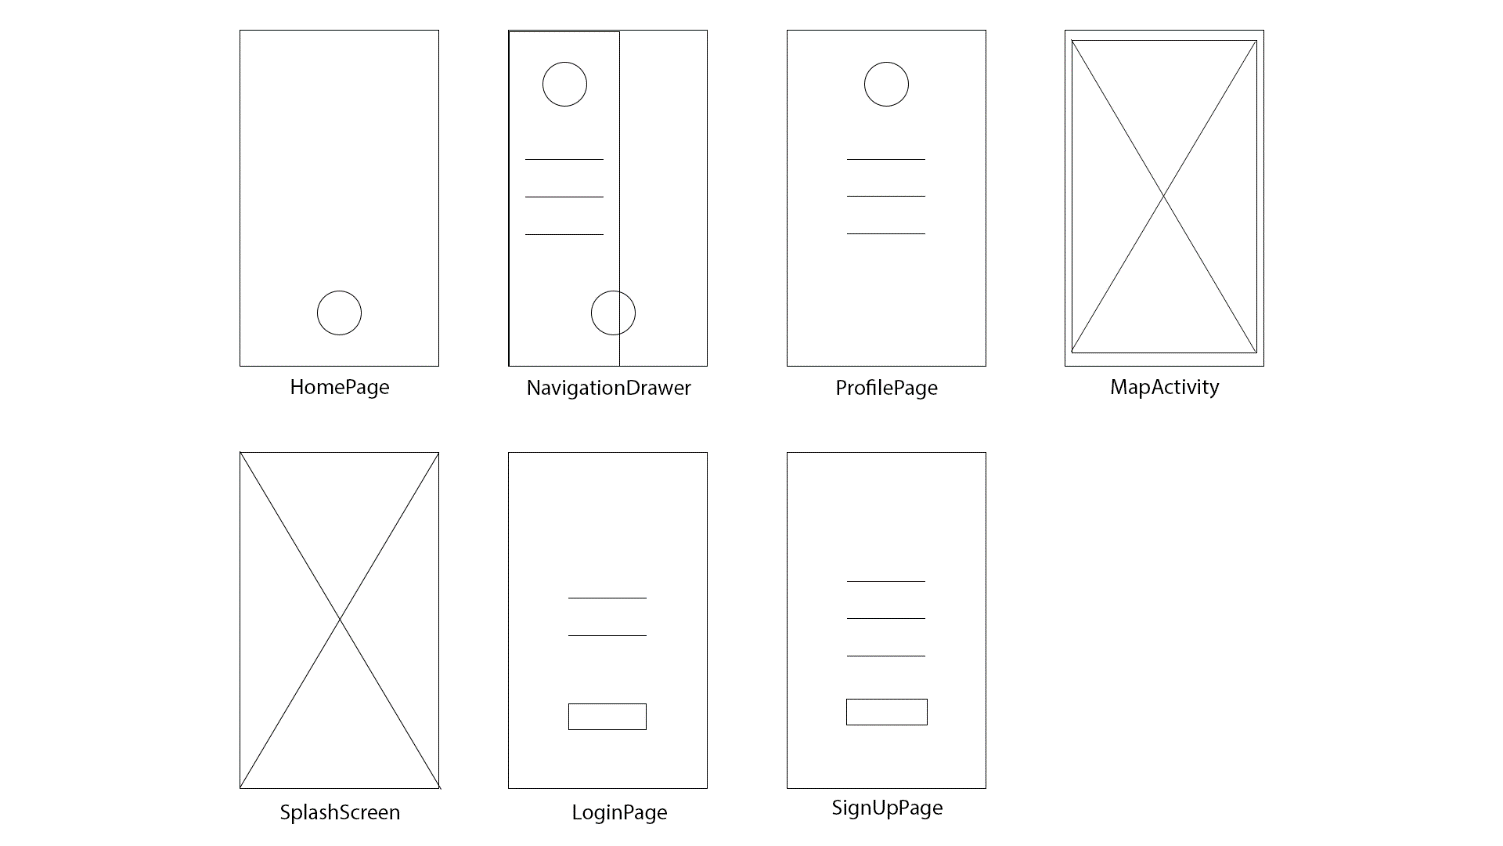 HomePage
NavigationDrawer
ProfilePage
MapActivity
SplashScreen
LoginPage
SignUpPage